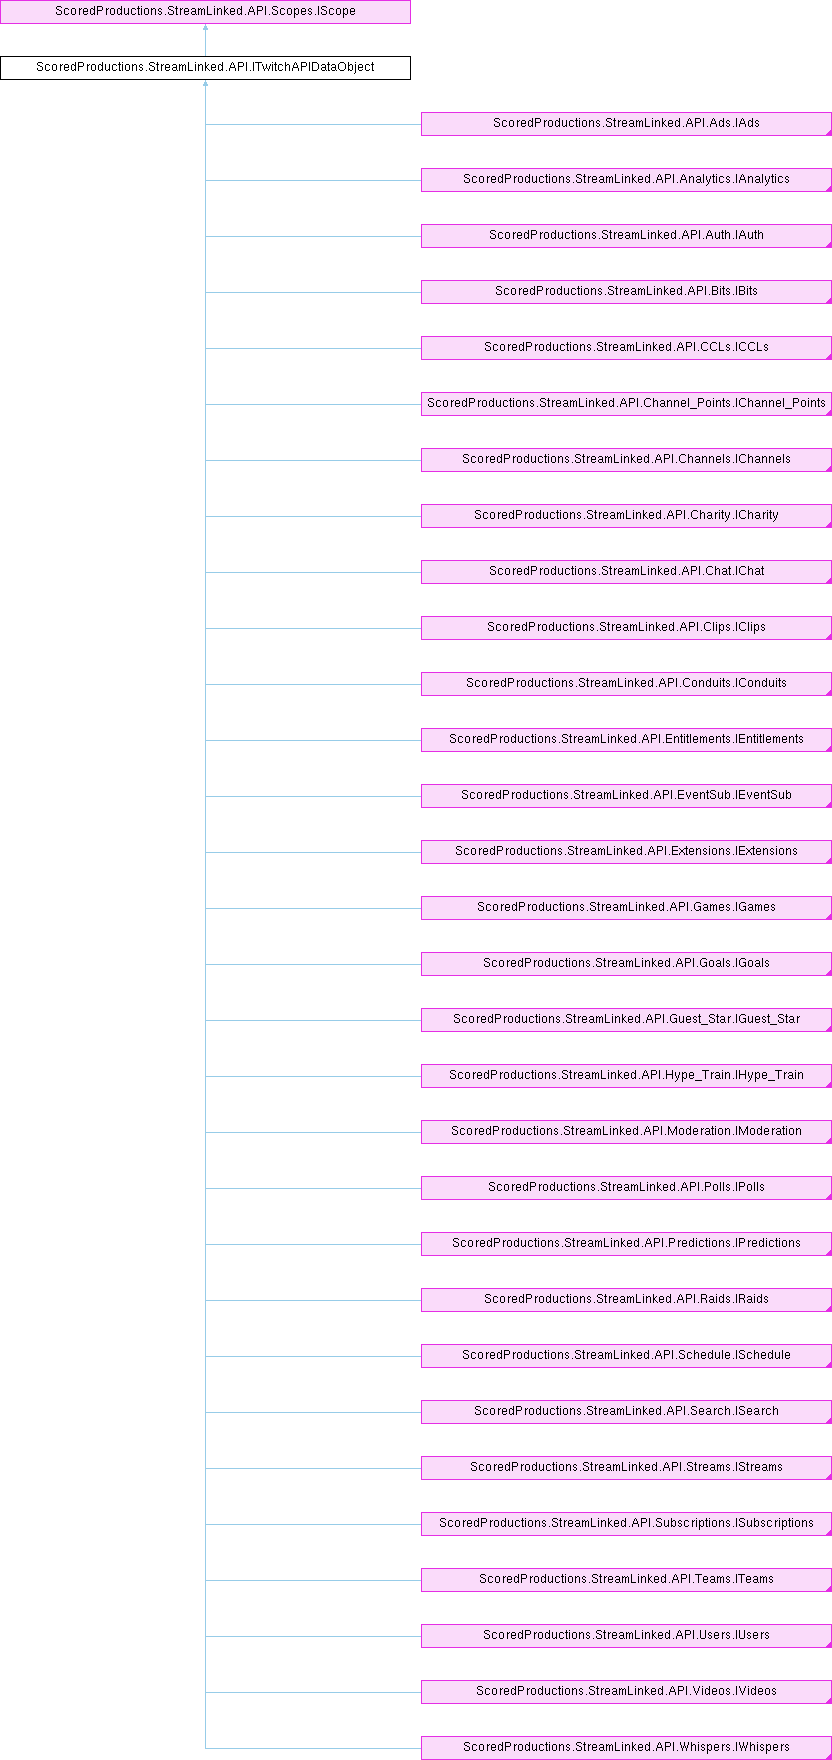 ScoredProductions.StreamLinked.API.Scopes.IScope
ScoredProductions.StreamLinked.API.ITwitchAPIDataObject
ScoredProductions.StreamLinked.API.Ads.IAds
ScoredProductions.StreamLinked.API.Analytics.IAnalytics
ScoredProductions.StreamLinked.API.Auth.IAuth
ScoredProductions.StreamLinked.API.Bits.IBits
ScoredProductions.StreamLinked.API.CCLs.ICCLs
ScoredProductions.StreamLinked.API.Channel_Points.IChannel_Points
ScoredProductions.StreamLinked.API.Channels.IChannels
ScoredProductions.StreamLinked.API.Charity.ICharity
ScoredProductions.StreamLinked.API.Chat.IChat
ScoredProductions.StreamLinked.API.Clips.IClips
ScoredProductions.StreamLinked.API.Conduits.IConduits
ScoredProductions.StreamLinked.API.Entitlements.IEntitlements
ScoredProductions.StreamLinked.API.EventSub.IEventSub
ScoredProductions.StreamLinked.API.Extensions.IExtensions
ScoredProductions.StreamLinked.API.Games.IGames
ScoredProductions.StreamLinked.API.Goals.IGoals
ScoredProductions.StreamLinked.API.Guest_Star.IGuest_Star
ScoredProductions.StreamLinked.API.Hype_Train.IHype_Train
ScoredProductions.StreamLinked.API.Moderation.IModeration
ScoredProductions.StreamLinked.API.Polls.IPolls
ScoredProductions.StreamLinked.API.Predictions.IPredictions
ScoredProductions.StreamLinked.API.Raids.IRaids
ScoredProductions.StreamLinked.API.Schedule.ISchedule
ScoredProductions.StreamLinked.API.Search.ISearch
ScoredProductions.StreamLinked.API.Streams.IStreams
ScoredProductions.StreamLinked.API.Subscriptions.ISubscriptions
ScoredProductions.StreamLinked.API.Teams.ITeams
ScoredProductions.StreamLinked.API.Users.IUsers
ScoredProductions.StreamLinked.API.Videos.IVideos
ScoredProductions.StreamLinked.API.Whispers.IWhispers